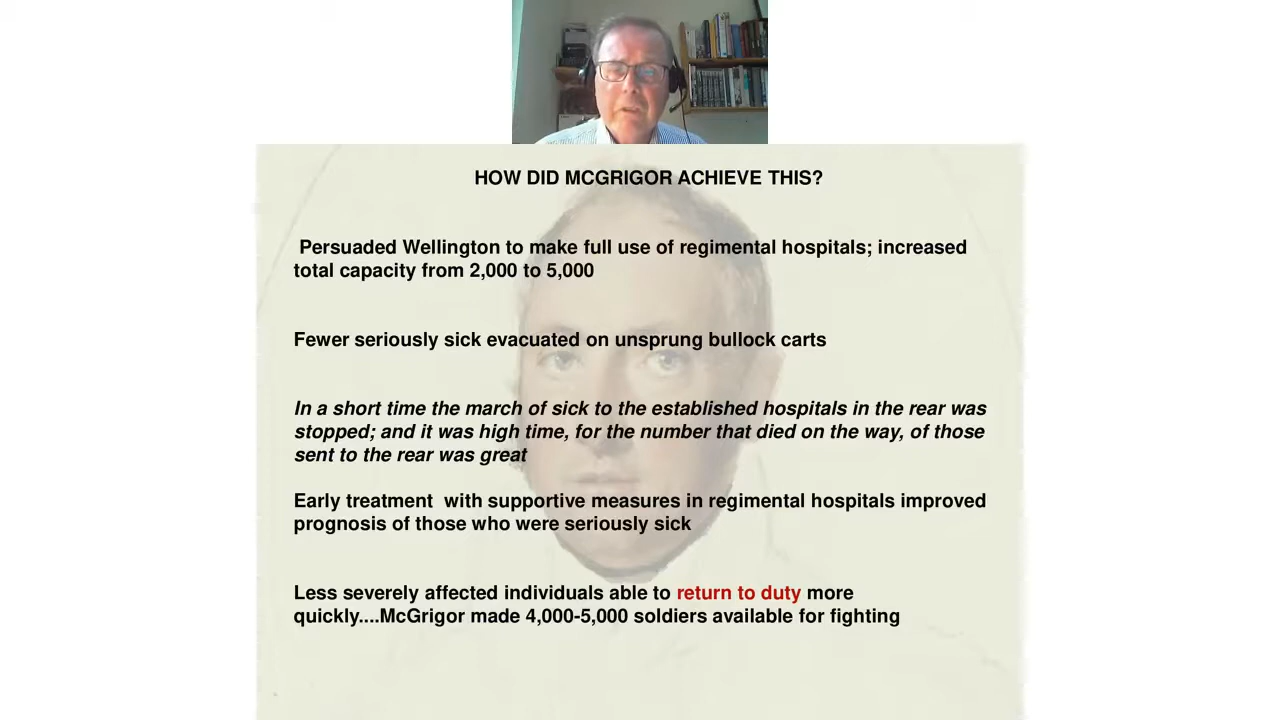 HOW DID MCGRIGOR ACHIEVE THIS?
Persuaded Wellington to make full use of regimental hospitals; increased
total capacity from 2,000 to 5,000
Fewer seriously sick evacuated on unsprung bullock carts
In a short time the march of sick to the established hospitals in the rear was
stopped; and it was high time, for the number that died on the way, of those
sent to the rear was great
Early treatment  with supportive measures in regimental hospitals improved
prognosis of those who were seriously sick
Less severely affected individuals able to return to duty more
quickly....McGrigor made 4,000-5,000 soldiers available for fighting